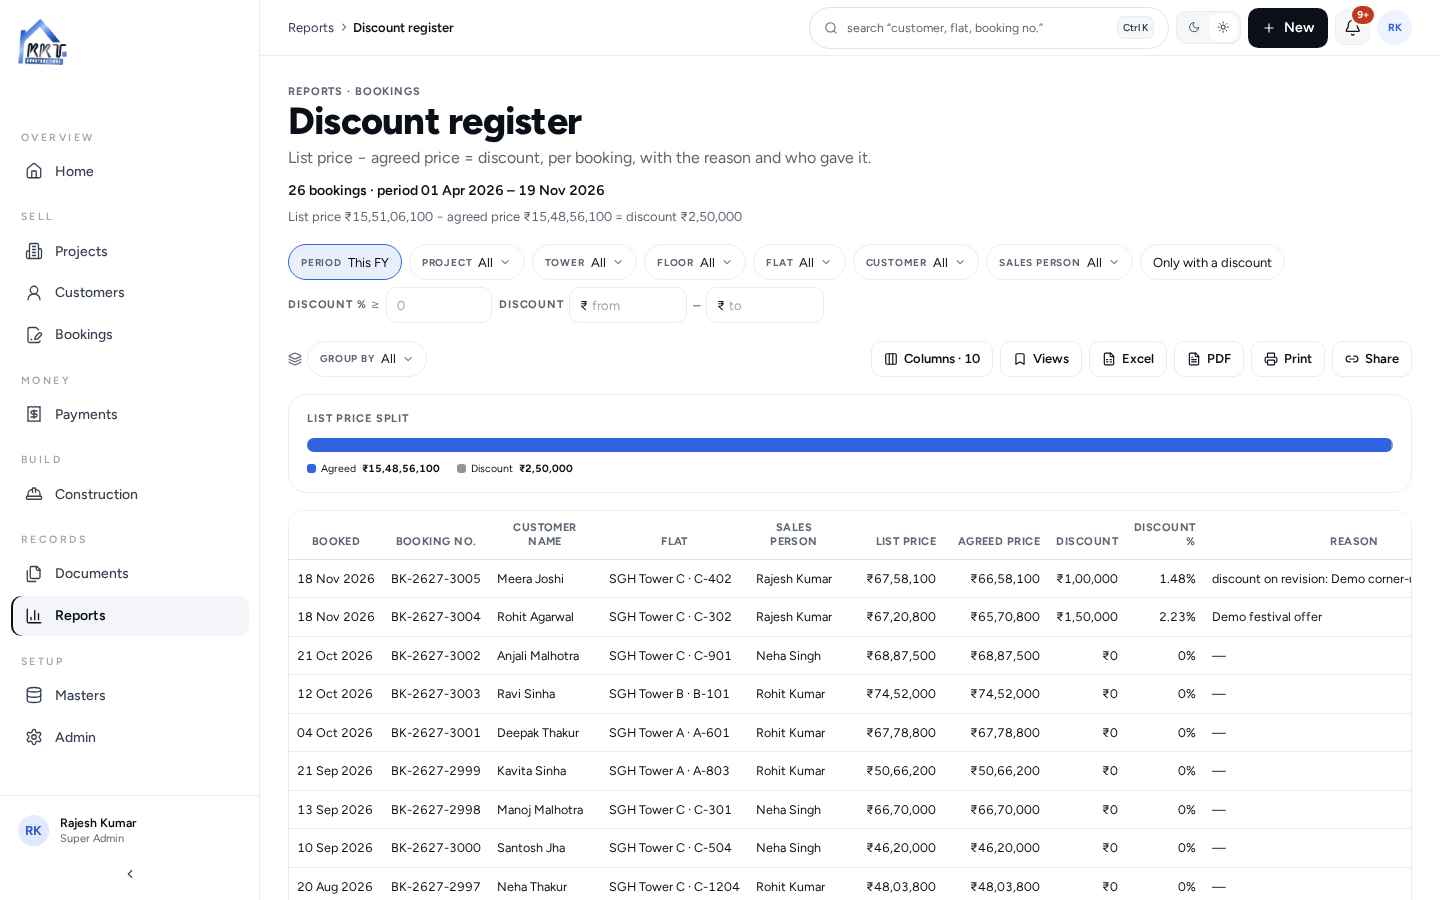 RKT
CONSTRUCTIONS
Reports > Discount register
search “customer, flat, booking no.”
Ctrl K
+ New
9+
RK
OVERVIEW
Home
SELL
Projects
Customers
Bookings
MONEY
Payments
BUILD
Construction
RECORDS
Documents
Reports
SETUP
Masters
Admin
RK
Rajesh Kumar
Super Admin
REPORTS · BOOKINGS
Discount register
List price − agreed price = discount, per booking, with the reason and who gave it.
26 bookings · period 01 Apr 2026 – 19 Nov 2026
List price ₹15,51,06,100 − agreed price ₹15,48,56,100 = discount ₹2,50,000
PERIOD This FY PROJECT All TOWER All FLOOR All FLAT All CUSTOMER All SALES PERSON All Only with a discount
DISCOUNT % ≥ 0 DISCOUNT ₹ from – ₹ to
GROUP BY All Columns · 10 Views Excel PDF Print Share
LIST PRICE SPLIT
Agreed ₹15,48,56,100 Discount ₹2,50,000
BOOKED BOOKING NO. CUSTOMER NAME FLAT SALES PERSON LIST PRICE AGREED PRICE DISCOUNT DISCOUNT % REASON
18 Nov 2026 BK-2627-3005 Meera Joshi SGH Tower C · C-402 Rajesh Kumar ₹67,58,100 ₹66,58,100 ₹1,00,000 1.48% discount on revision: Demo corner-
18 Nov 2026 BK-2627-3004 Rohit Agarwal SGH Tower C · C-302 Rajesh Kumar ₹67,20,800 ₹65,70,800 ₹1,50,000 2.23% Demo festival offer
21 Oct 2026 BK-2627-3002 Anjali Malhotra SGH Tower C · C-901 Neha Singh ₹68,87,500 ₹68,87,500 ₹0 0% —
12 Oct 2026 BK-2627-3003 Ravi Sinha SGH Tower B · B-101 Rohit Kumar ₹74,52,000 ₹74,52,000 ₹0 0% —
04 Oct 2026 BK-2627-3001 Deepak Thakur SGH Tower A · A-601 Rohit Kumar ₹67,78,800 ₹67,78,800 ₹0 0% —
21 Sep 2026 BK-2627-2999 Kavita Sinha SGH Tower A · A-803 Rohit Kumar ₹50,66,200 ₹50,66,200 ₹0 0% —
13 Sep 2026 BK-2627-2998 Manoj Malhotra SGH Tower C · C-301 Neha Singh ₹66,70,000 ₹66,70,000 ₹0 0% —
10 Sep 2026 BK-2627-3000 Santosh Jha SGH Tower C · C-504 Neha Singh ₹46,20,000 ₹46,20,000 ₹0 0% —
20 Aug 2026 BK-2627-2997 Neha Thakur SGH Tower C · C-1204 Rohit Kumar ₹48,03,800 ₹48,03,800 ₹0 0% —